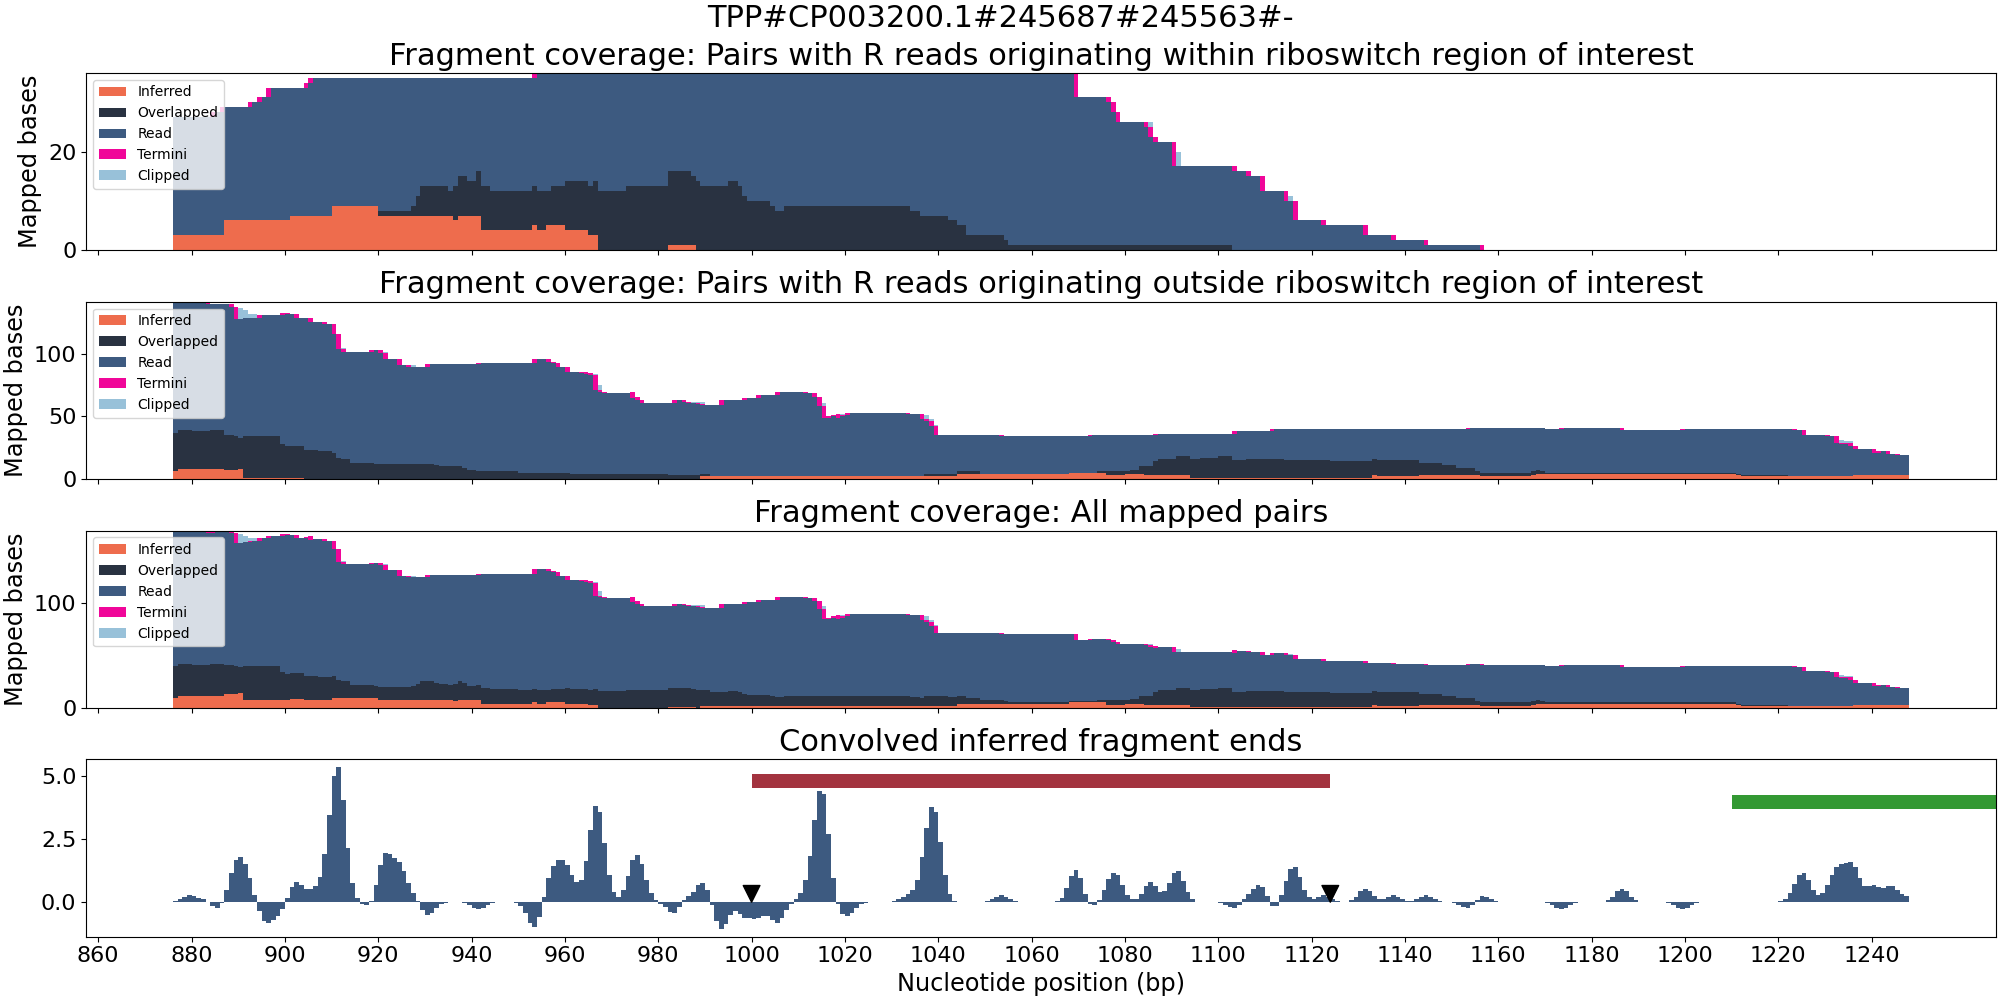 TPP#CP003200.1#245687#245563#-
Fragment coverage: Pairs with R reads originating within riboswitch region of interest
Mapped bases
20
0
Inferred
Overlapped
Read
Termini
Clipped
Fragment coverage: Pairs with R reads originating outside riboswitch region of interest
Mapped bases
100
50
0
Inferred
Overlapped
Read
Termini
Clipped
Fragment coverage: All mapped pairs
Mapped bases
100
0
Inferred
Overlapped
Read
Termini
Clipped
Convolved inferred fragment ends
5.0
2.5
0.0
860 880 900 920 940 960 980 1000 1020 1040 1060 1080 1100 1120 1140 1160 1180 1200 1220 1240
Nucleotide position (bp)